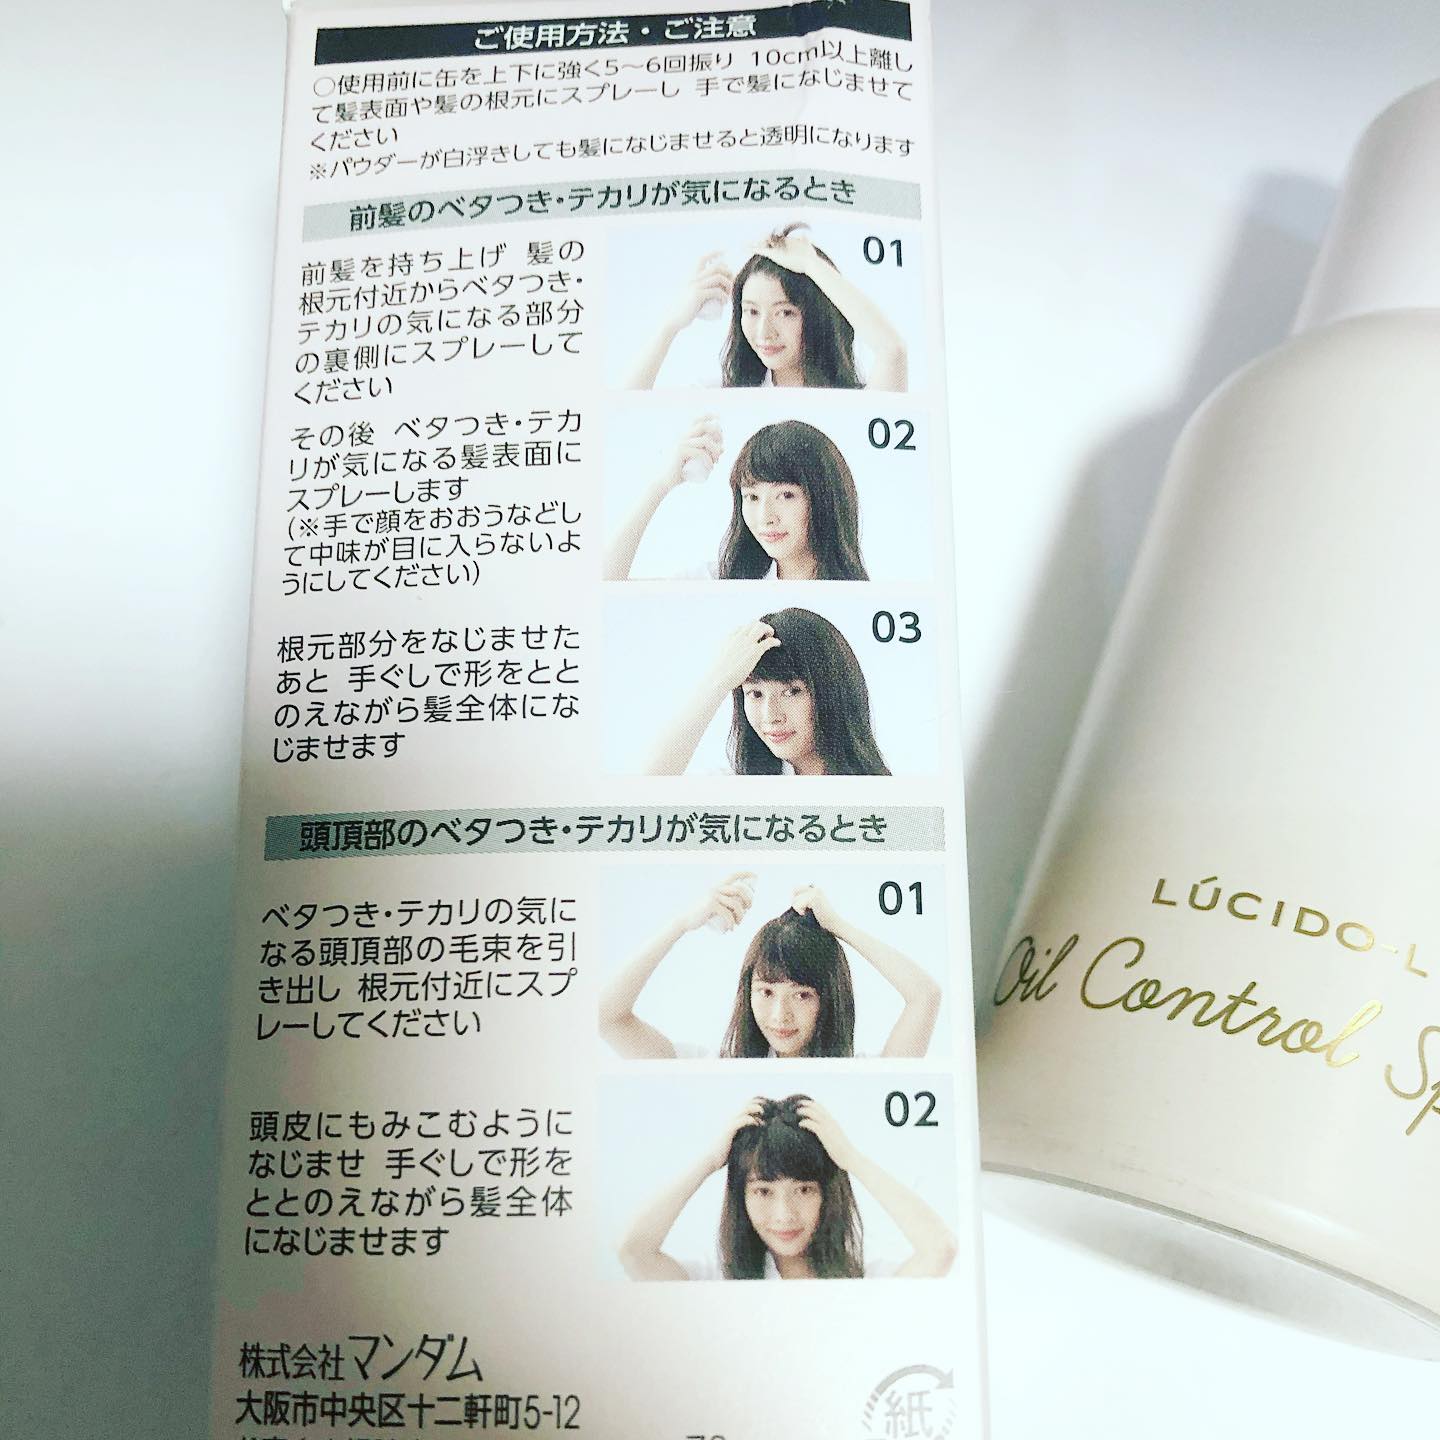 ご使用方法・ご注意
○使用前に缶を上下に強く5〜6回振り 10cm以上離し
て髪表面や髪の根元にスプレーし 手で髪になじませて
ください
※パウダーが白浮きしても髪になじませると透明になります
前髪のベタつき・テカリが気になるとき
前髪を持ち上げ 髪の
根元付近からベタつき・
テカリの気になる部分
の裏側にスプレーして
ください
01
その後 ベタつき・テカ
リが気になる髪表面に
スプレーします
(※手で顔をおおうなどし
て中味が目に入らないよ
うにしてください)
02
根元部分をなじませた
あと 手ぐしで形をとと
のえながら髪全体にな
じませます
03
頭頂部のベタつき・テカリが気になるとき
ベタつき・テカリの気に
なる頭頂部の毛束を引
き出し 根元付近にスプ
レーしてください
01
頭皮にもみこむように
なじませ 手ぐしで形を
ととのえながら髪全体
になじませます
02
株式会社マンダム
大阪市中央区十二軒町5-12
紙
LÚCIDO-L
Oil Control Sp